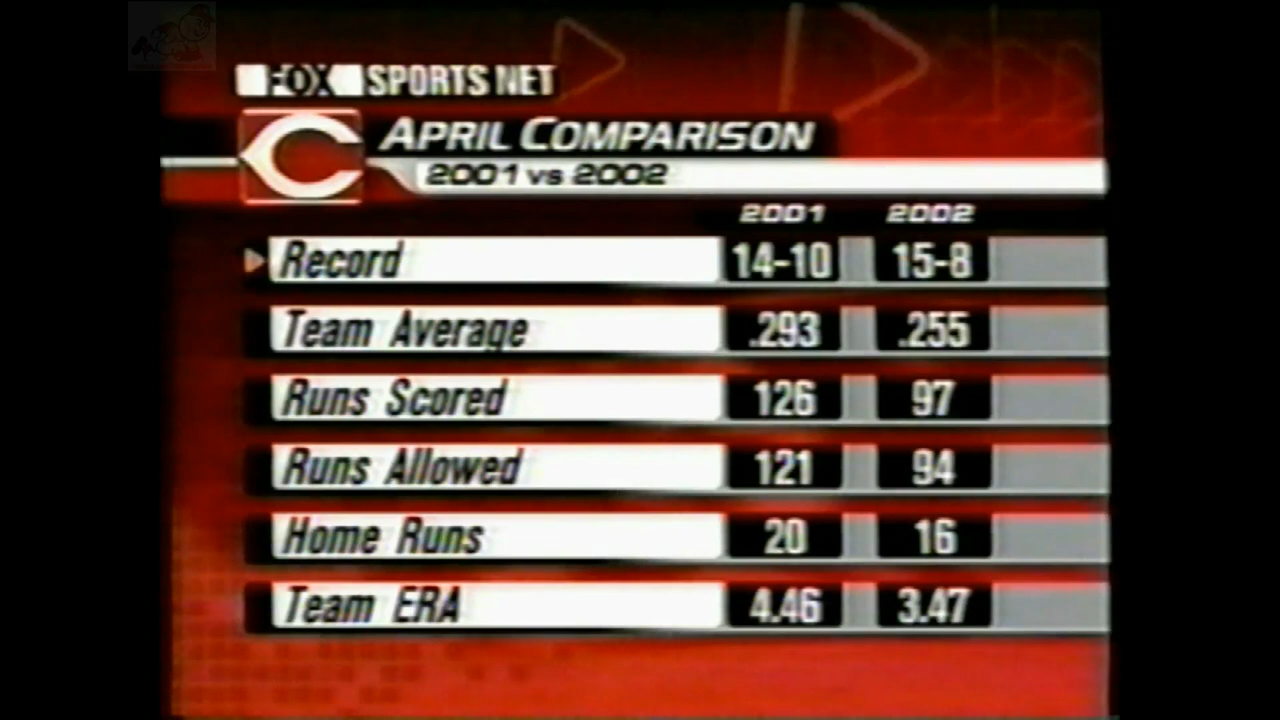 FOX SPORTS NET
APRIL COMPARISON
2001 vs 2002
2001 2002
Record 14-10 15-8
Team Average .293 .255
Runs Scored 126 97
Runs Allowed 121 94
Home Runs 20 16
Team ERA 4.46 3.47